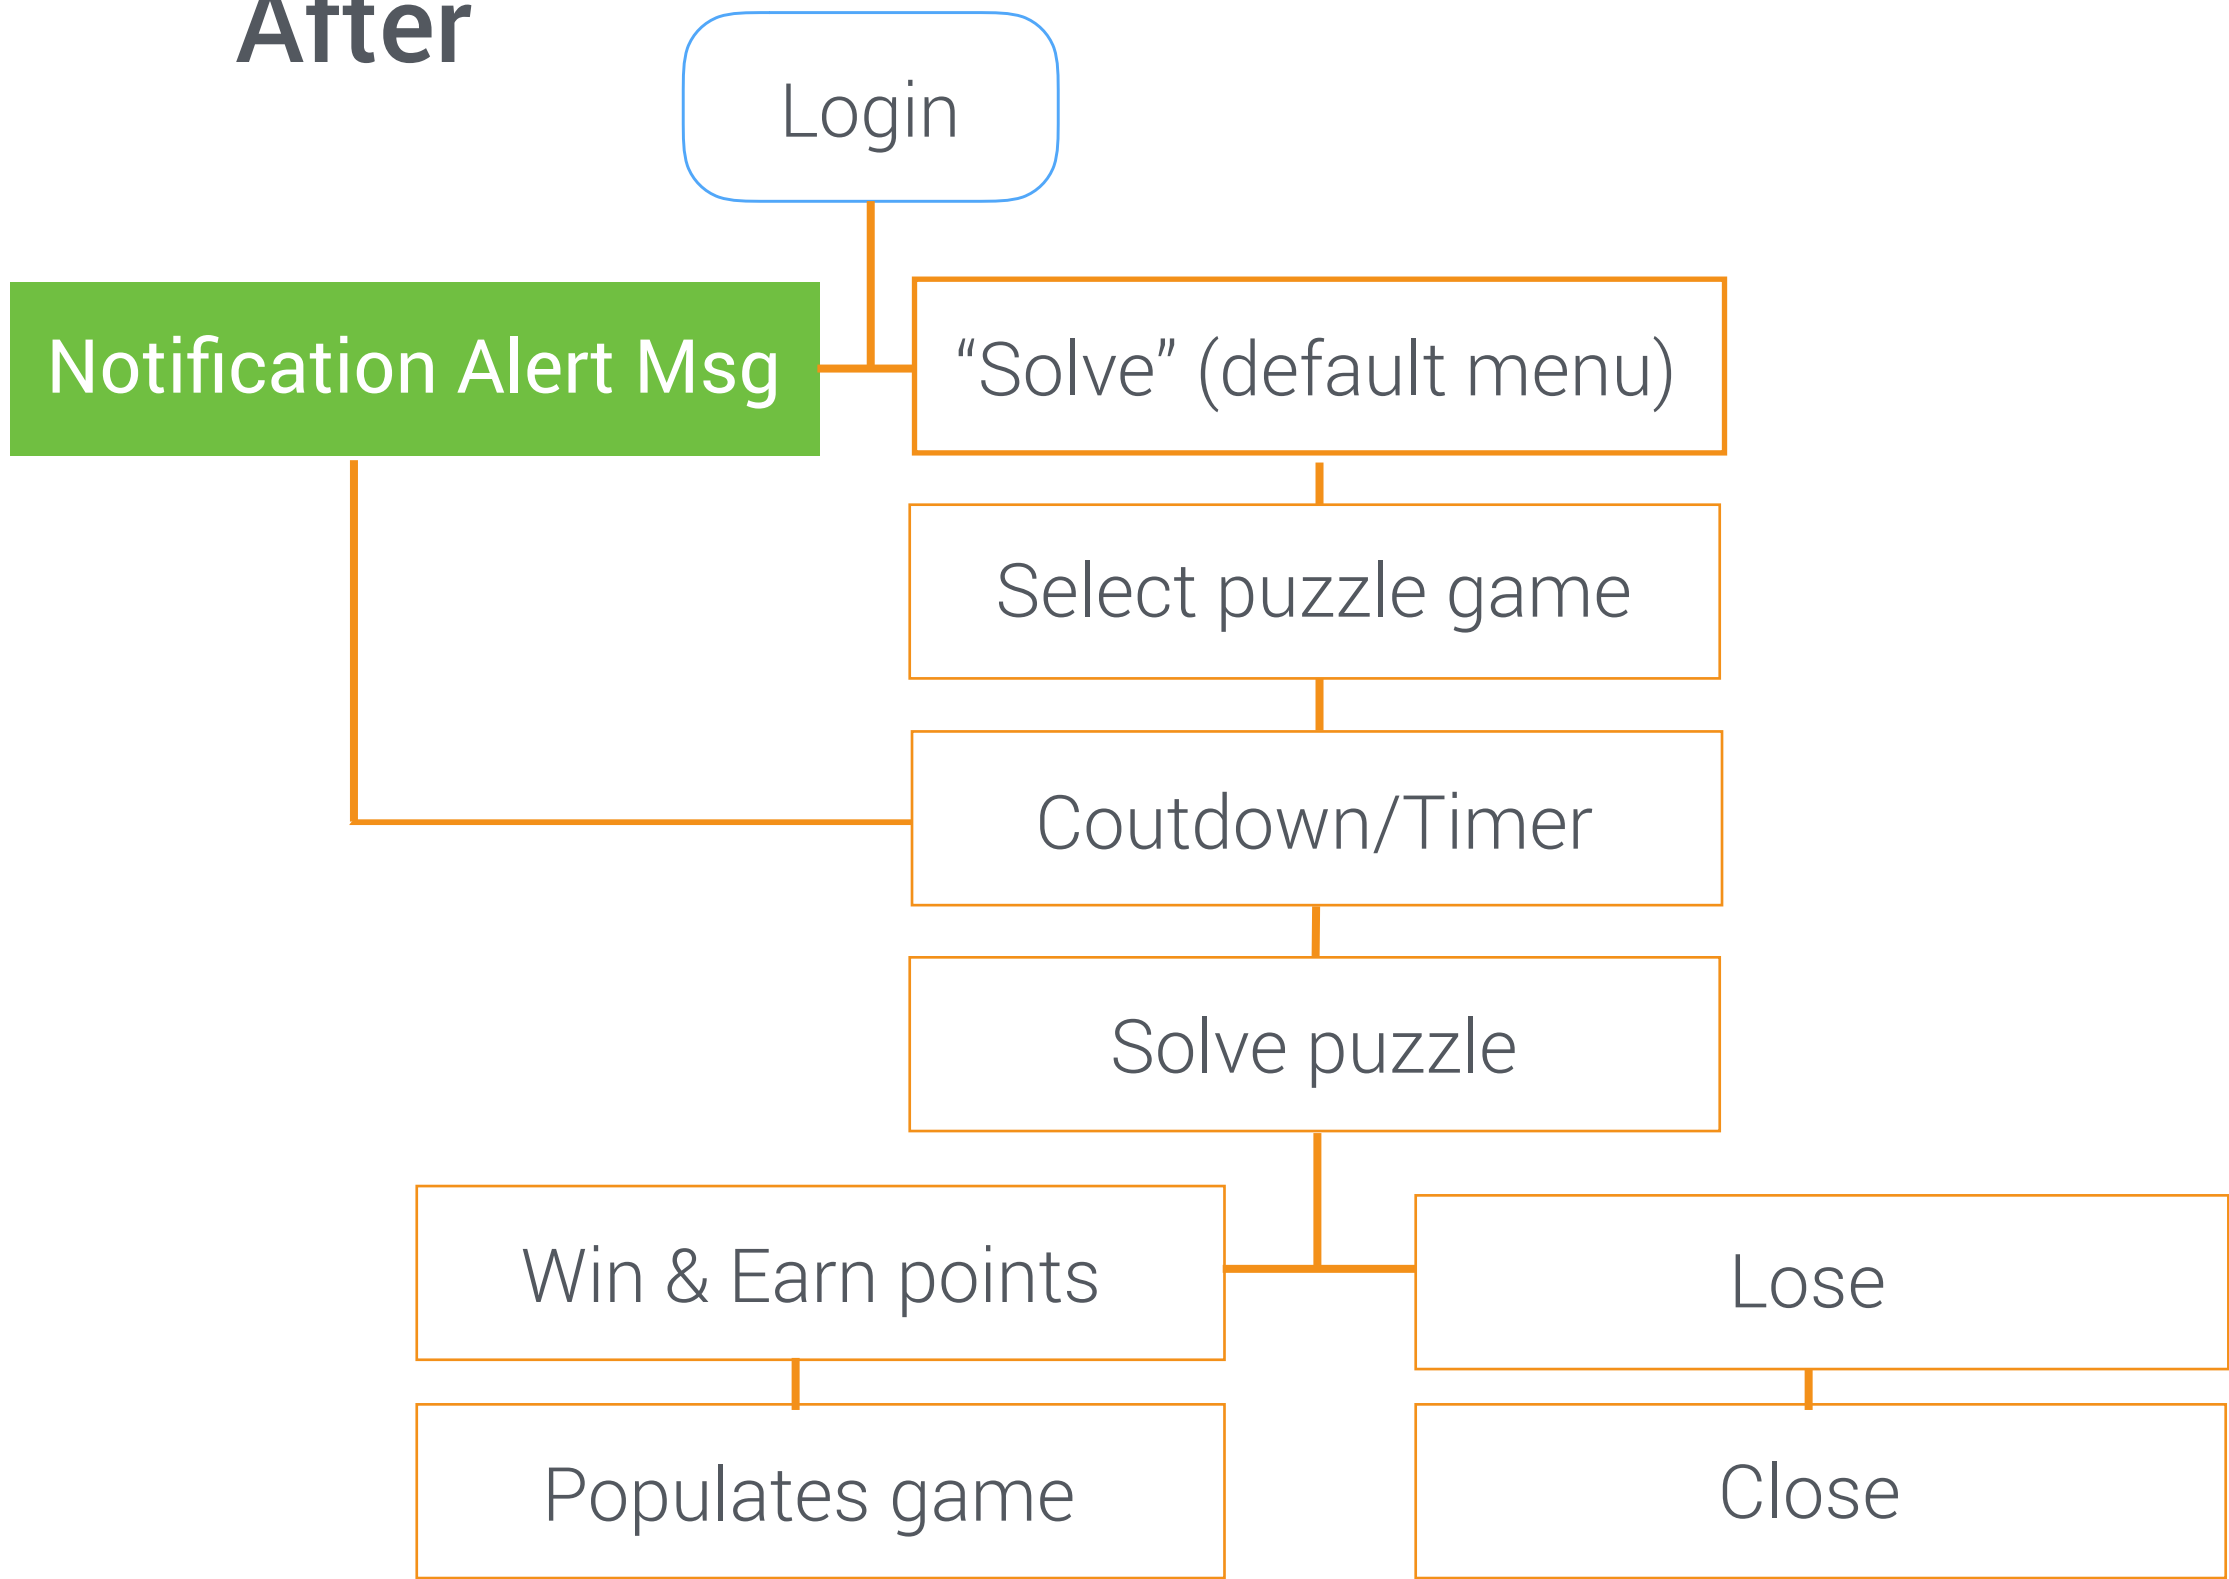 After
Login
Notification Alert Msg
“Solve” (default menu)
Select puzzle game
Coutdown/Timer
Solve puzzle
Win & Earn points
Lose
Populates game
Close